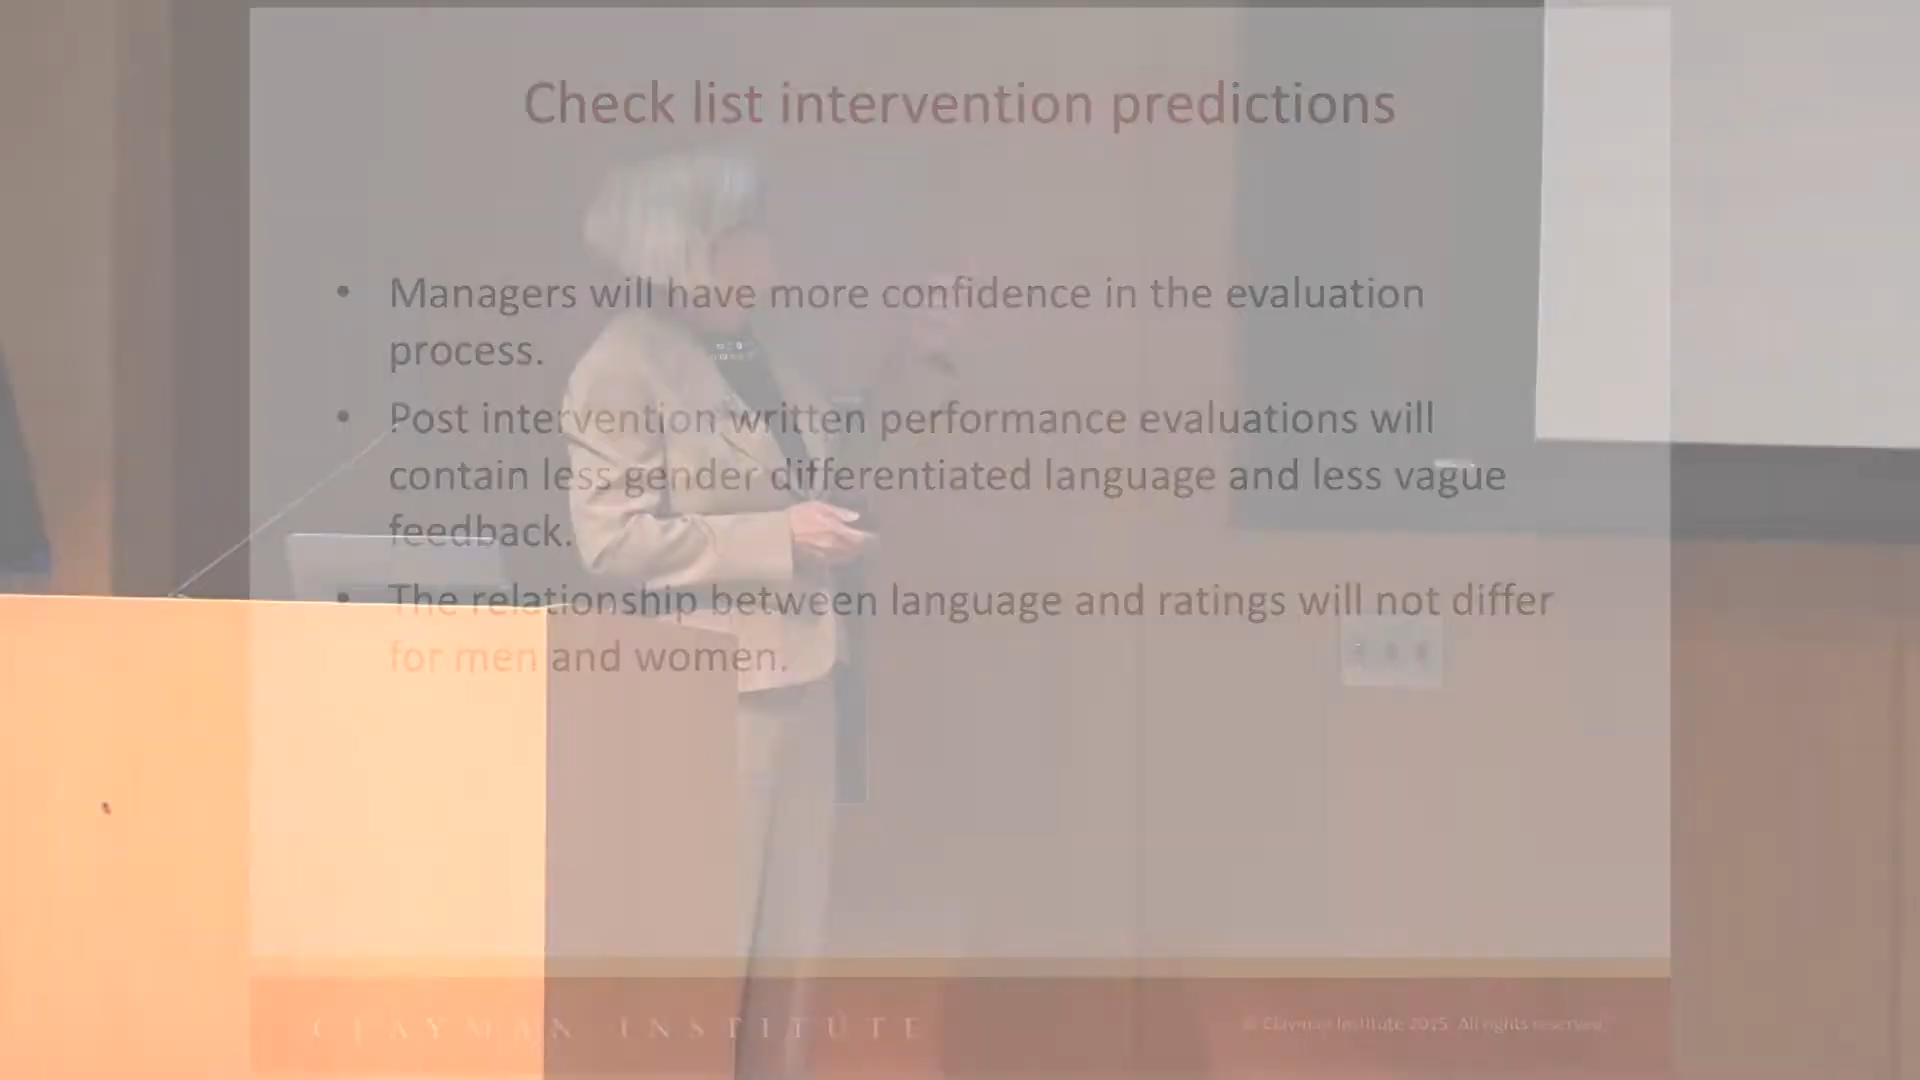 Check list intervention predictions
• Managers will have more confidence in the evaluation
process.
• Post intervention written performance evaluations will
contain less gender differentiated language and less vague
feedback.
• The relationship between language and ratings will not differ
for men and women.
CLAYMAN INSTITUTE
© Clayman Institute 2015. All rights reserved.